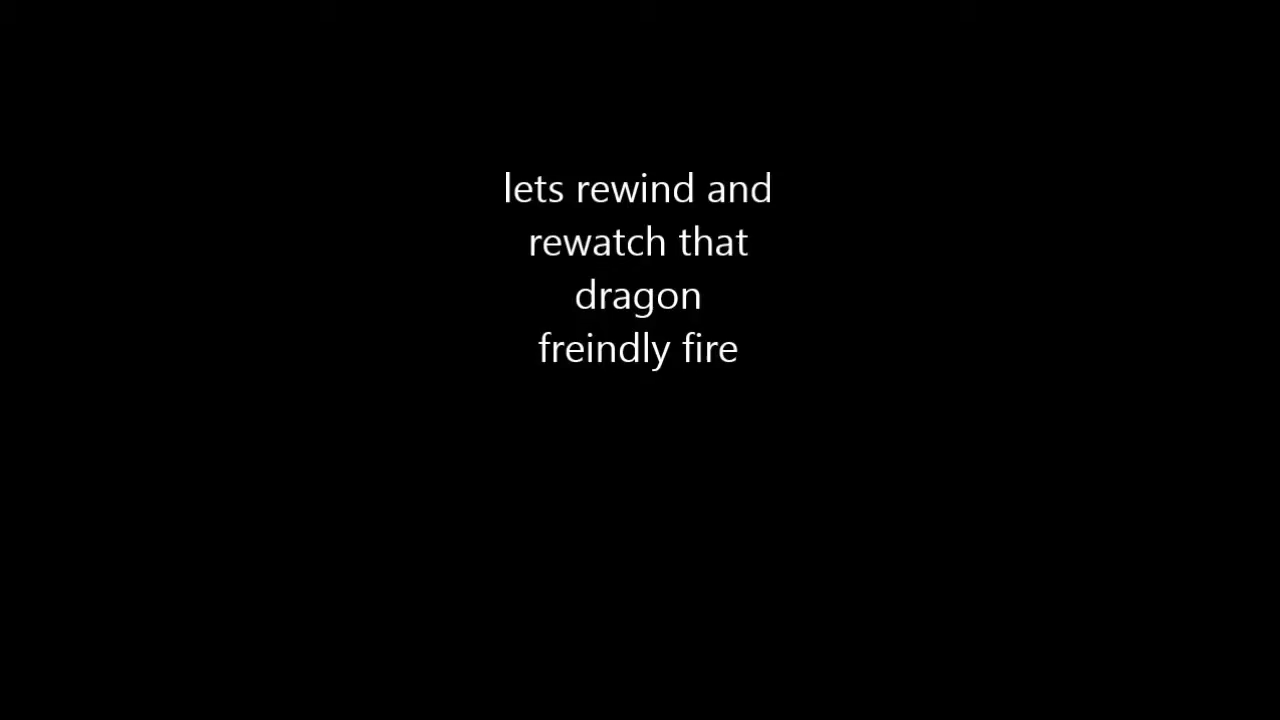 lets rewind and
rewatch that
dragon
freindly fire